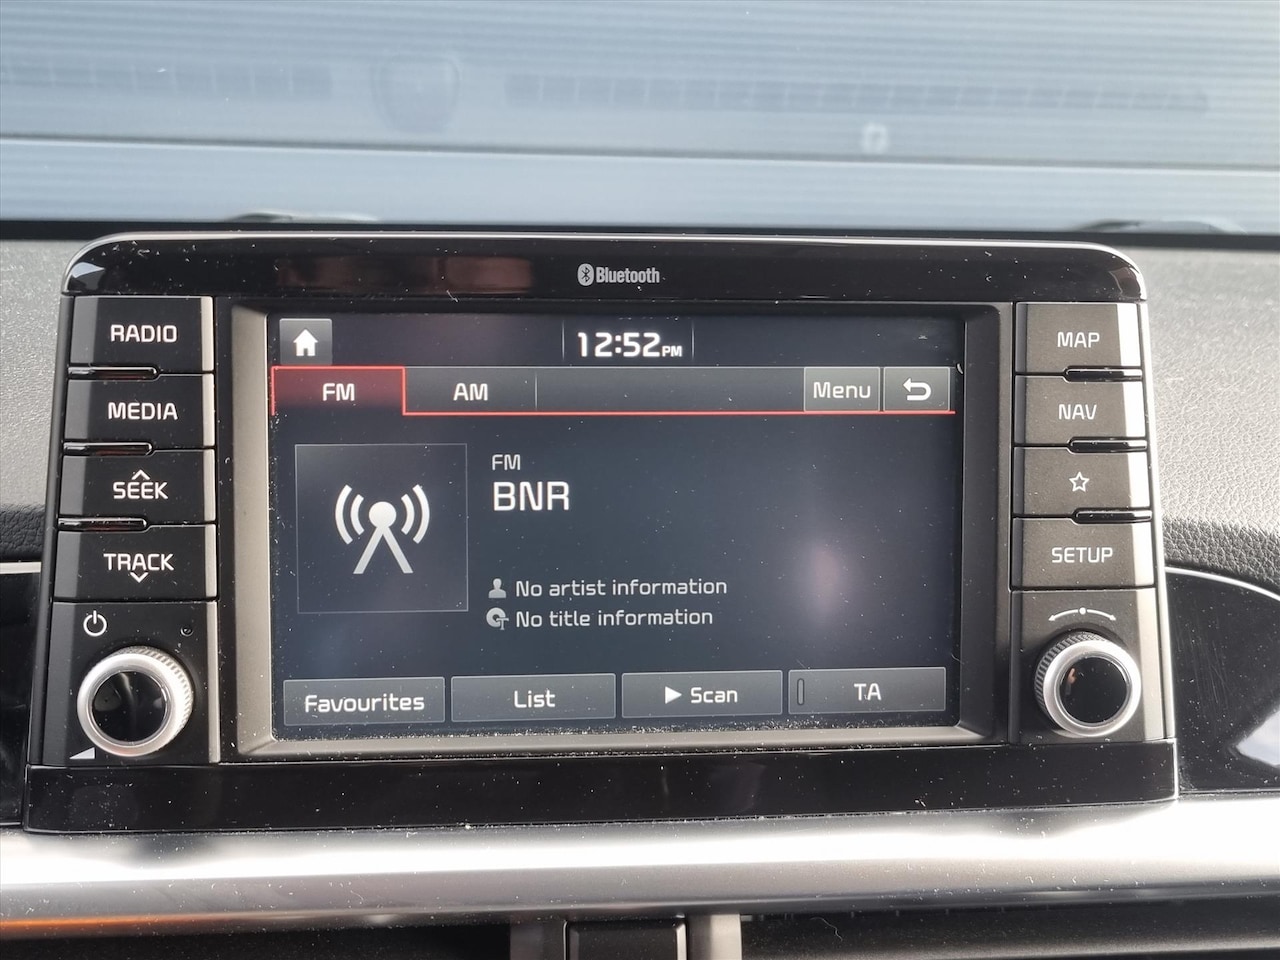 Bluetooth
RADIO
MEDIA
SEEK
TRACK
12:52PM
FM
AM
Menu
FM
BNR
No artist information
No title information
Favourites
List
Scan
TA
MAP
NAV
SETUP